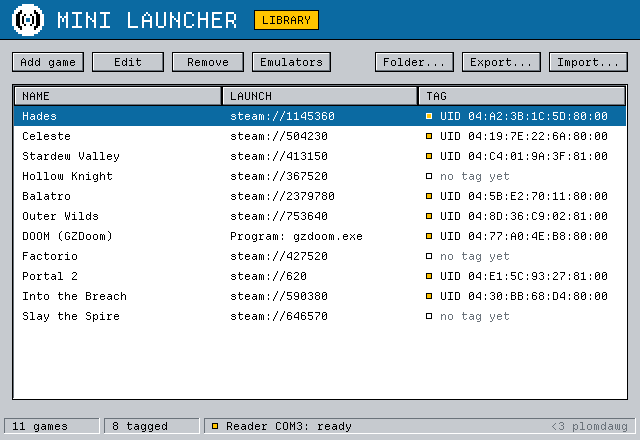 MINI LAUNCHER LIBRARY
Add game Edit Remove Emulators Folder... Export... Import...
NAME LAUNCH TAG
Hades steam://1145360 UID 04:A2:3B:1C:5D:80:00
Celeste steam://504230 UID 04:19:7E:22:6A:80:00
Stardew Valley steam://413150 UID 04:C4:01:9A:3F:81:00
Hollow Knight steam://367520 no tag yet
Balatro steam://2379780 UID 04:5B:E2:70:11:80:00
Outer Wilds steam://753640 UID 04:8D:36:C9:02:81:00
DOOM (GZDoom) Program: gzdoom.exe UID 04:77:A0:4E:B8:80:00
Factorio steam://427520 no tag yet
Portal 2 steam://620 UID 04:E1:5C:93:27:81:00
Into the Breach steam://590380 UID 04:30:BB:68:D4:80:00
Slay the Spire steam://646570 no tag yet
11 games 8 tagged Reader COM3: ready <3 plomdawg